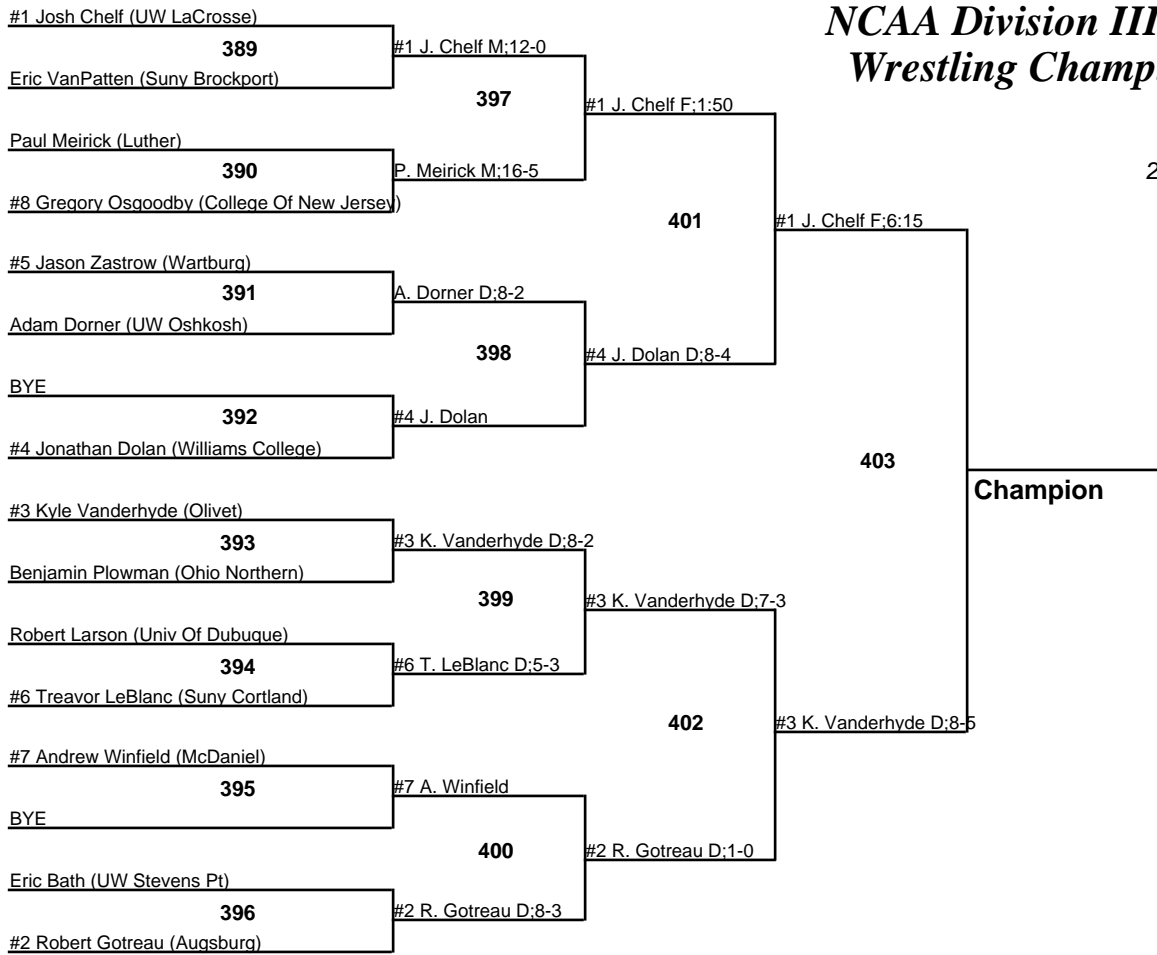 #1 Josh Chelf (UW LaCrosse)
389
Eric VanPatten (Suny Brockport)
#1 J. Chelf M;12-0
397
Paul Meirick (Luther)
390
#8 Gregory Osgoodby (College Of New Jersey)
P. Meirick M;16-5
#1 J. Chelf F;1:50
401
#5 Jason Zastrow (Wartburg)
391
Adam Dorner (UW Oshkosh)
A. Dorner D;8-2
398
BYE
392
#4 Jonathan Dolan (Williams College)
#4 J. Dolan
#4 J. Dolan D;8-4
#1 J. Chelf F;6:15
403
#3 Kyle Vanderhyde (Olivet)
393
Benjamin Plowman (Ohio Northern)
#3 K. Vanderhyde D;8-2
399
Robert Larson (Univ Of Dubuque)
394
#6 Treavor LeBlanc (Suny Cortland)
#6 T. LeBlanc D;5-3
#3 K. Vanderhyde D;7-3
402
#7 Andrew Winfield (McDaniel)
395
BYE
#7 A. Winfield
400
Eric Bath (UW Stevens Pt)
396
#2 Robert Gotreau (Augsburg)
#2 R. Gotreau D;8-3
#2 R. Gotreau D;1-0
#3 K. Vanderhyde D;8-5
Champion
NCAA Division III
Wrestling Champ
2